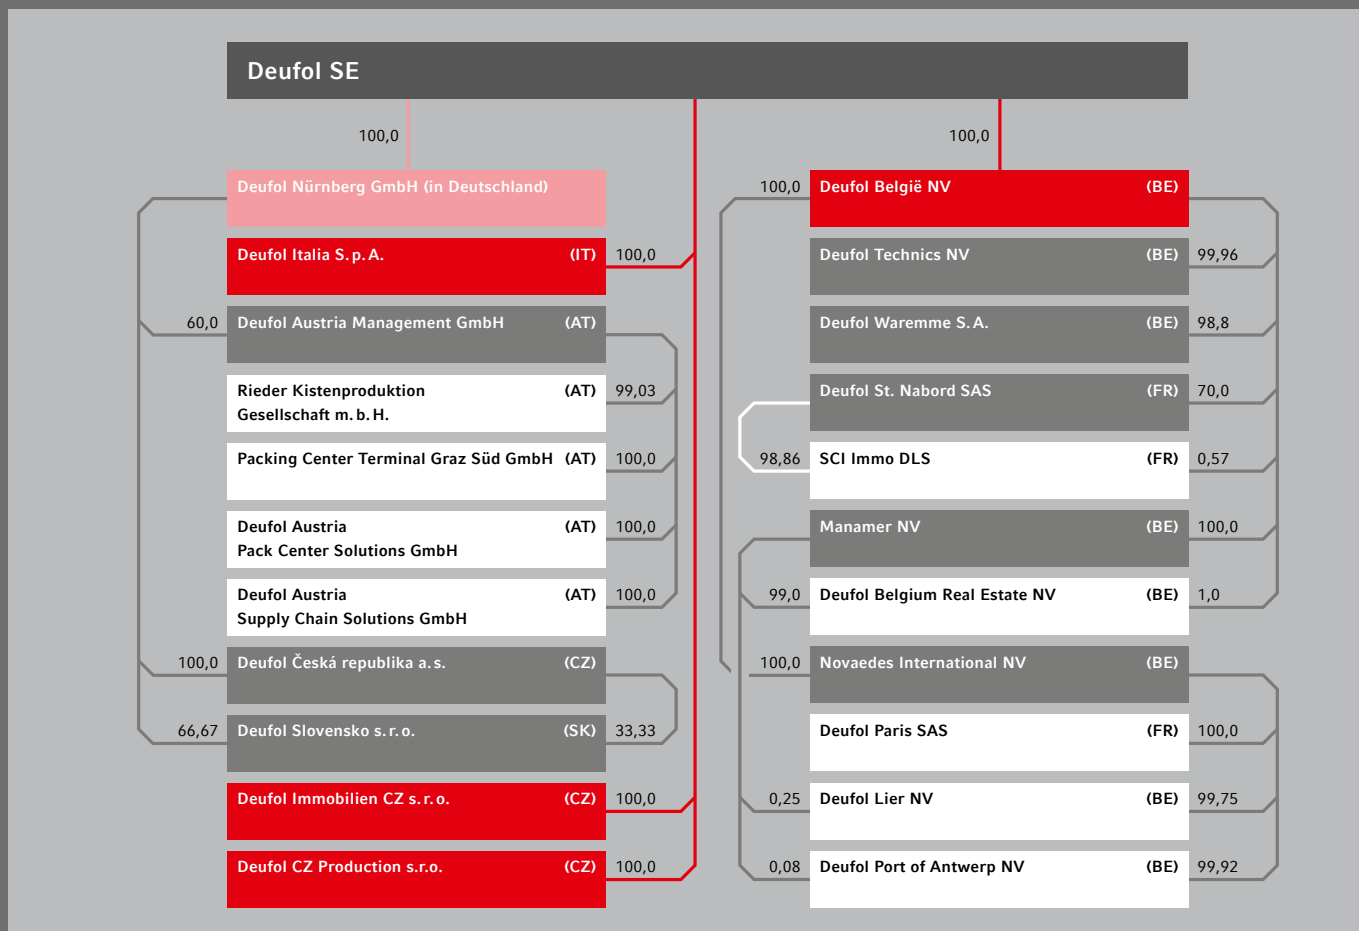 Deufol SE
100,0
100,0
Deufol Nürnberg GmbH (in Deutschland)
Deufol Italia S.p.A. (IT) 100,0
60,0 Deufol Austria Management GmbH (AT)
Rieder Kistenproduktion (AT) 99,03
Gesellschaft m.b.H.
Packing Center Terminal Graz Süd GmbH (AT) 100,0
Deufol Austria (AT) 100,0
Pack Center Solutions GmbH
Deufol Austria (AT) 100,0
Supply Chain Solutions GmbH
100,0 Deufol Česká republika a.s. (CZ)
66,67 Deufol Slovensko s.r.o. (SK) 33,33
Deufol Immobilien CZ s.r.o. (CZ) 100,0
Deufol CZ Production s.r.o. (CZ) 100,0
100,0 Deufol België NV (BE)
Deufol Technics NV (BE) 99,96
Deufol Waremme S.A. (BE) 98,8
Deufol St. Nabord SAS (FR) 70,0
98,86 SCI Immo DLS (FR) 0,57
Manamer NV (BE) 100,0
99,0 Deufol Belgium Real Estate NV (BE) 1,0
100,0 Novaedes International NV (BE)
Deufol Paris SAS (FR) 100,0
0,25 Deufol Lier NV (BE) 99,75
0,08 Deufol Port of Antwerp NV (BE) 99,92